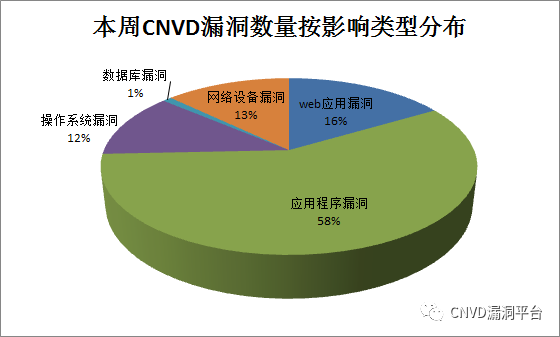 本周CNVD漏洞数量按影响类型分布
数据库漏洞
1%
网络设备漏洞
13%
web应用漏洞
16%
操作系统漏洞
12%
应用程序漏洞
58%
CNVD漏洞平台